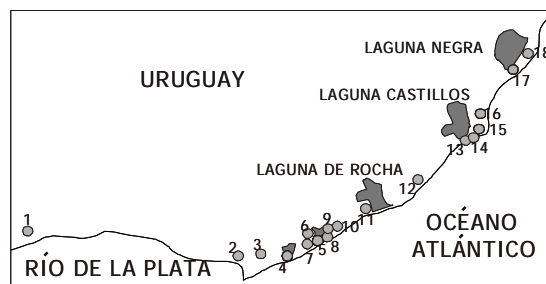 LAGUNA NEGRA
18
17
URUGUAY
LAGUNA CASTILLOS
16
15
14
13
LAGUNA DE ROCHA
12
11
OCÉANO
ATLÁNTICO
1
2
3
4
5
6
7
8
9
10
RÍO DE LA PLATA